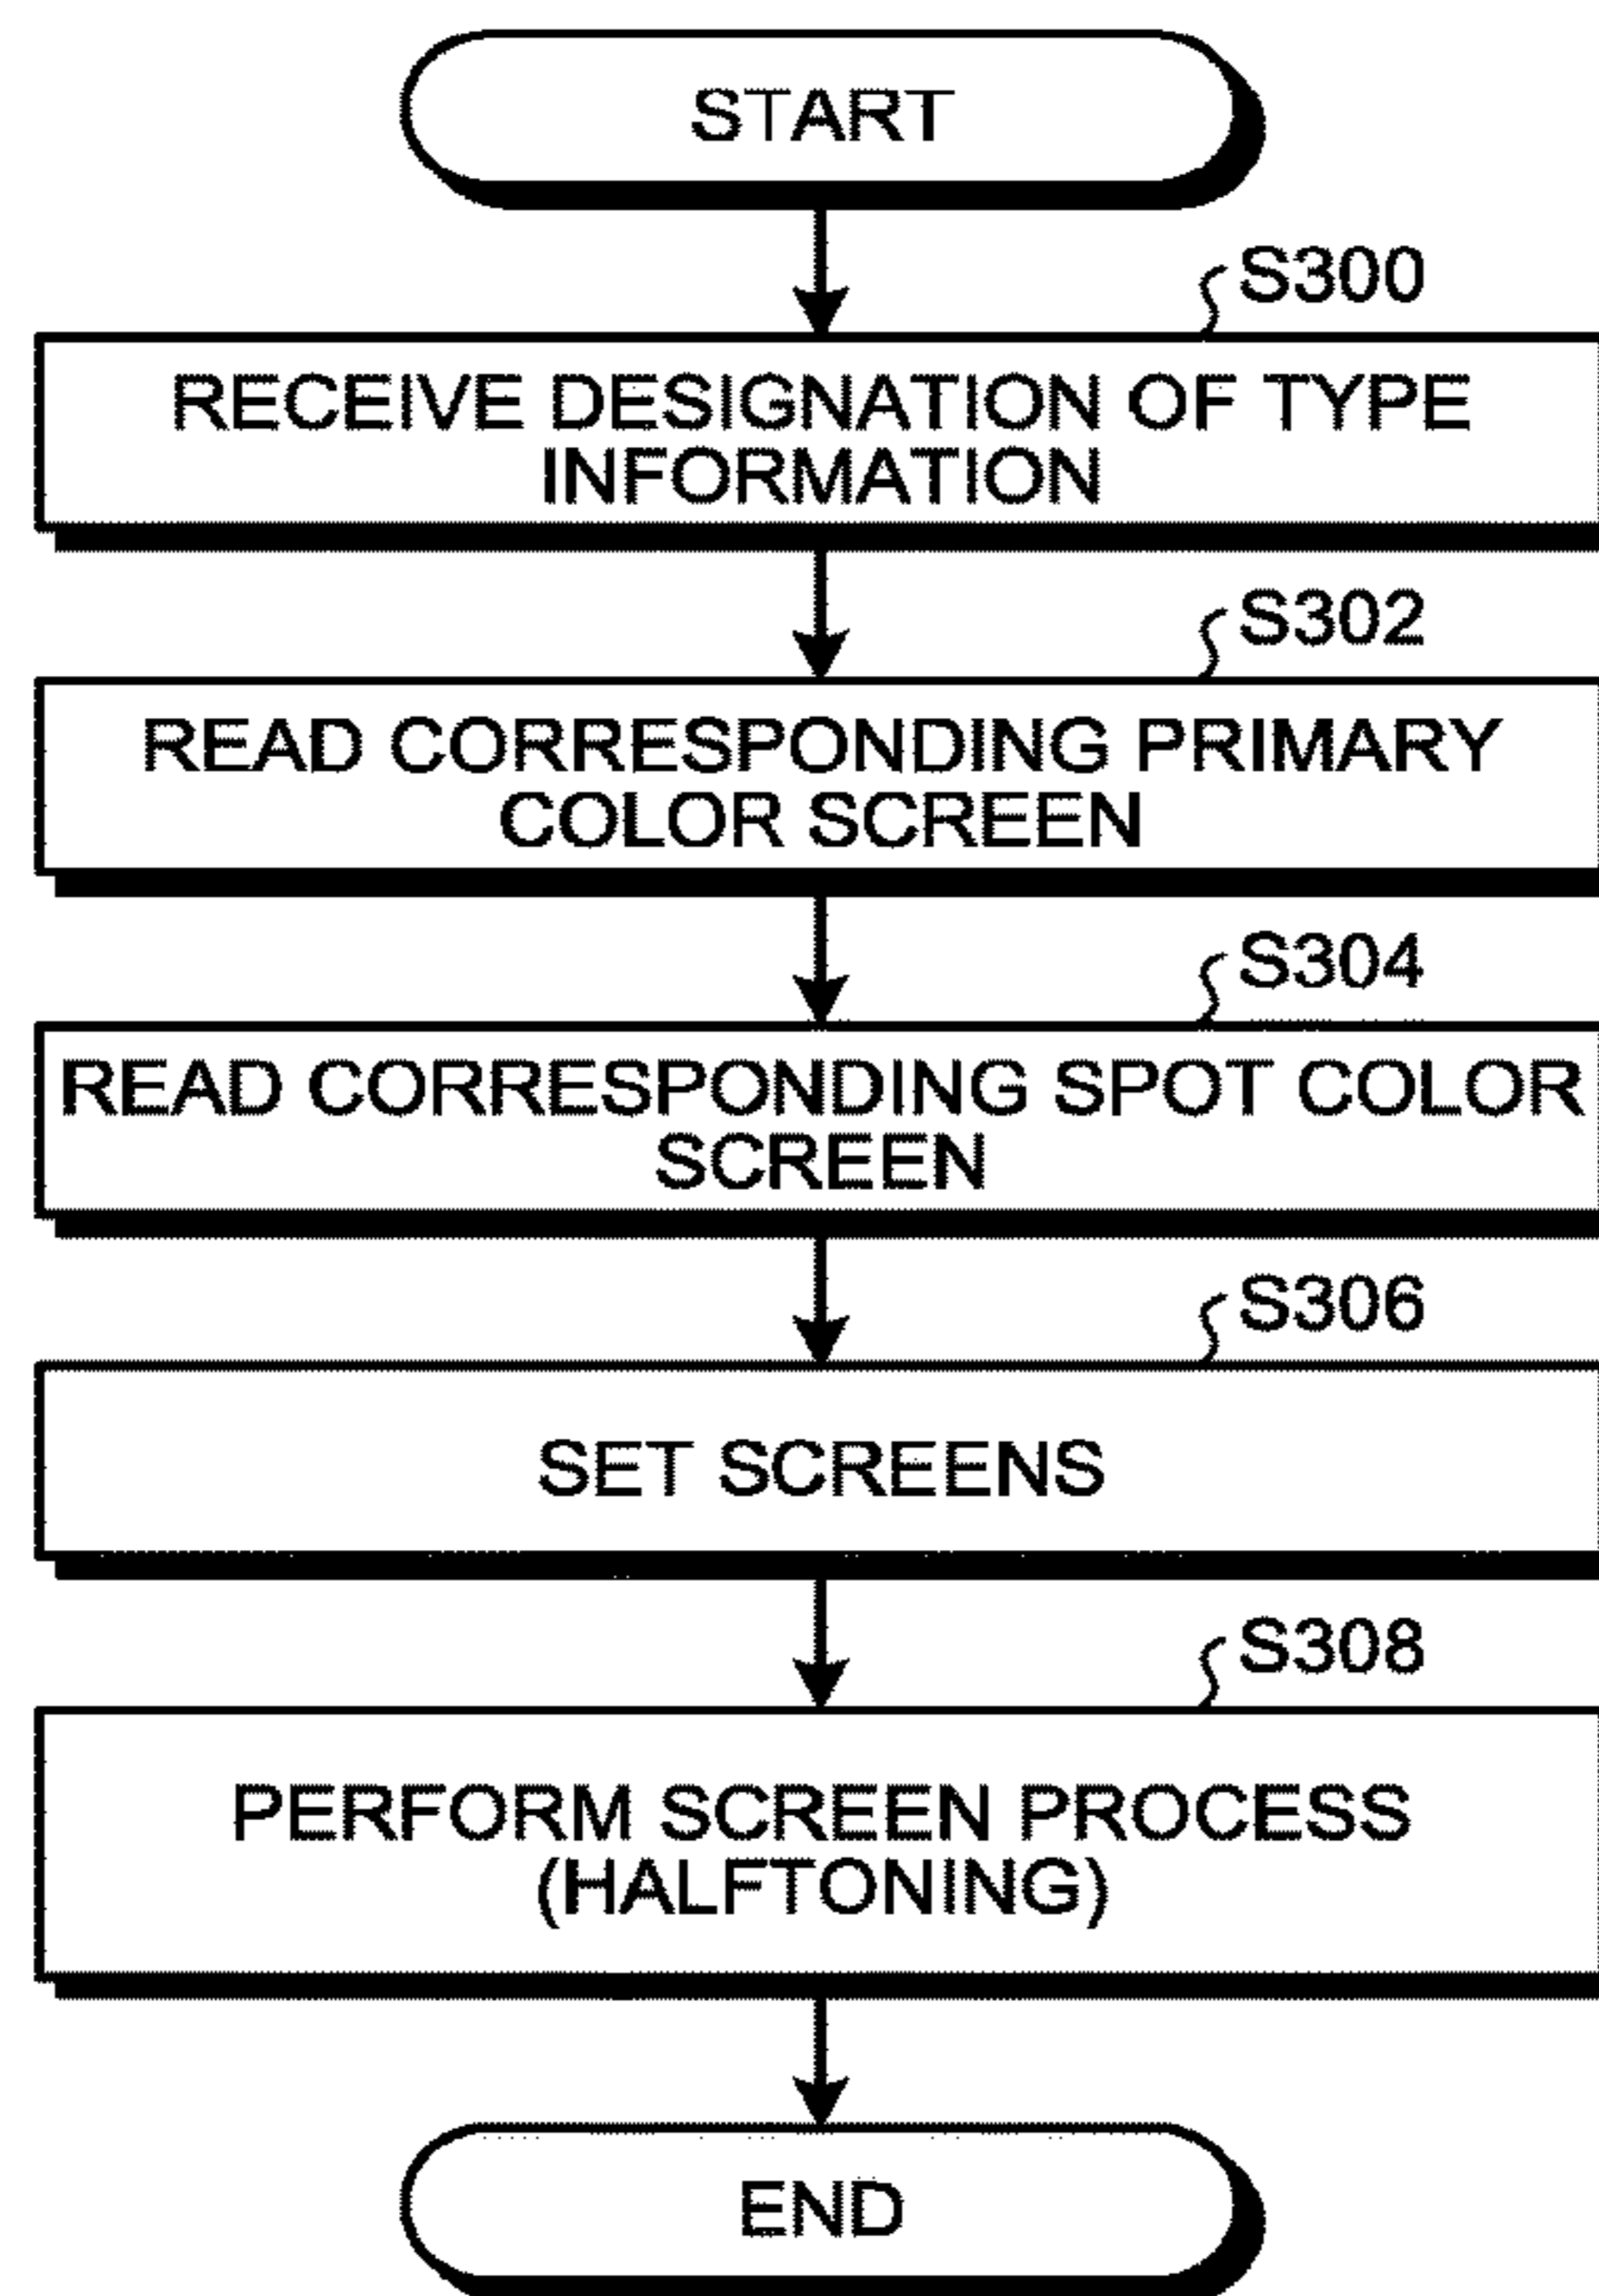 START
S300
RECEIVE DESIGNATION OF TYPE
INFORMATION
S302
READ CORRESPONDING PRIMARY
COLOR SCREEN
S304
READ CORRESPONDING SPOT COLOR
SCREEN
S306
SET SCREENS
S308
PERFORM SCREEN PROCESS
(HALFTONING)
END